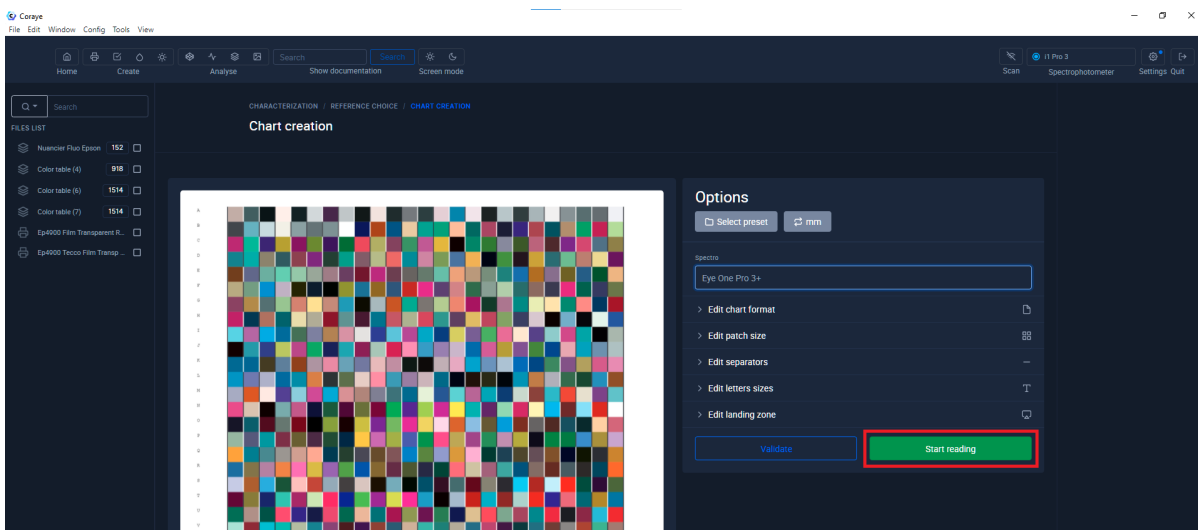 Coraye
File Edit Window Config Tools View
Search Search
i1 Pro 3
Home Create Analyse Show documentation Screen mode Scan Spectrophotometer Settings Quit
Search
FILES LIST
Nuancier Fluo Epson 152
Color table (4) 918
Color table (6) 1514
Color table (7) 1514
Ep4900 Film Transparent R...
Ep4900 Tecco Film Transp ...
CHARACTERIZATION / REFERENCE CHOICE / CHART CREATION
Chart creation
Options
Select preset mm
Spectro
Eye One Pro 3+
> Edit chart format
> Edit patch size
> Edit separators
> Edit letters sizes
> Edit landing zone
Validate Start reading